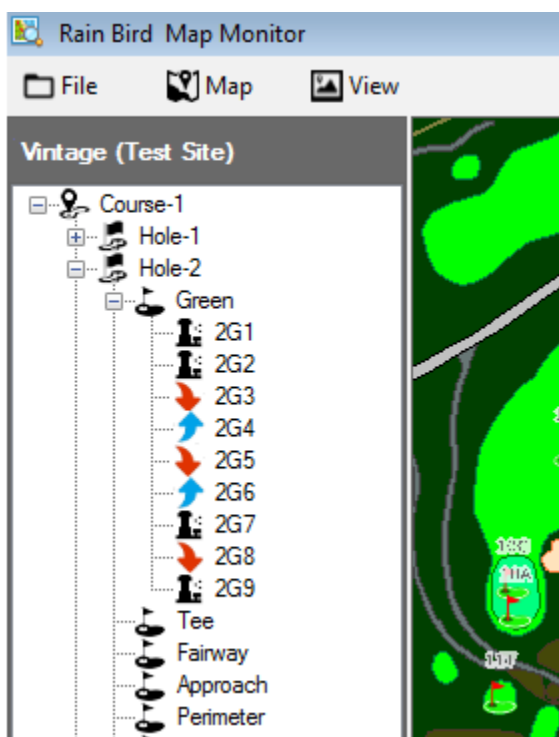 Rain Bird  Map Monitor
File Map View
Vintage (Test Site)
Course-1
Hole-1
Hole-2
Green
2G1
2G2
2G3
2G4
2G5
2G6
2G7
2G8
2G9
Tee
Fairway
Approach
Perimeter
11T